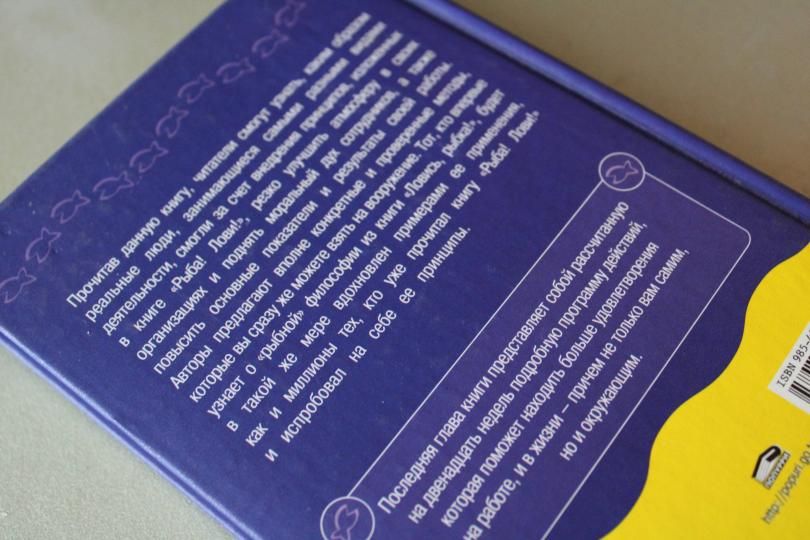 Прочитав данную книгу, читатели смогут узнать, каким образом
реальные люди, занимающиеся самыми разными видами
деятельности, смогли за счет внедрения принципов, изложенных
в книге «Рыба! Лови!», резко улучшить атмосферу в своих
организациях и поднять моральный дух сотрудников, а также
повысить основные показатели и результаты своей работы.
Авторы предлагают вполне конкретные и проверенные методы,
которые вы сразу же можете взять на вооружение. Тот, кто впервые
узнает о «рыбной» философии из книги «Ловись, рыбка!», будет
в такой же мере вдохновлен примерами ее применения,
как и миллионы тех, кто уже прочитал книгу «Рыба! Лови!»
и испробовал на себе ее принципы.
Последняя глава книги представляет собой рассчитанную
на двенадцать недель подробную программу действий,
которая поможет находить больше удовлетворения
на работе, и в жизни – причем не только вам самим,
но и окружающим.
ISBN 985-4
ПОПУРРИ
http://popuri.go.t